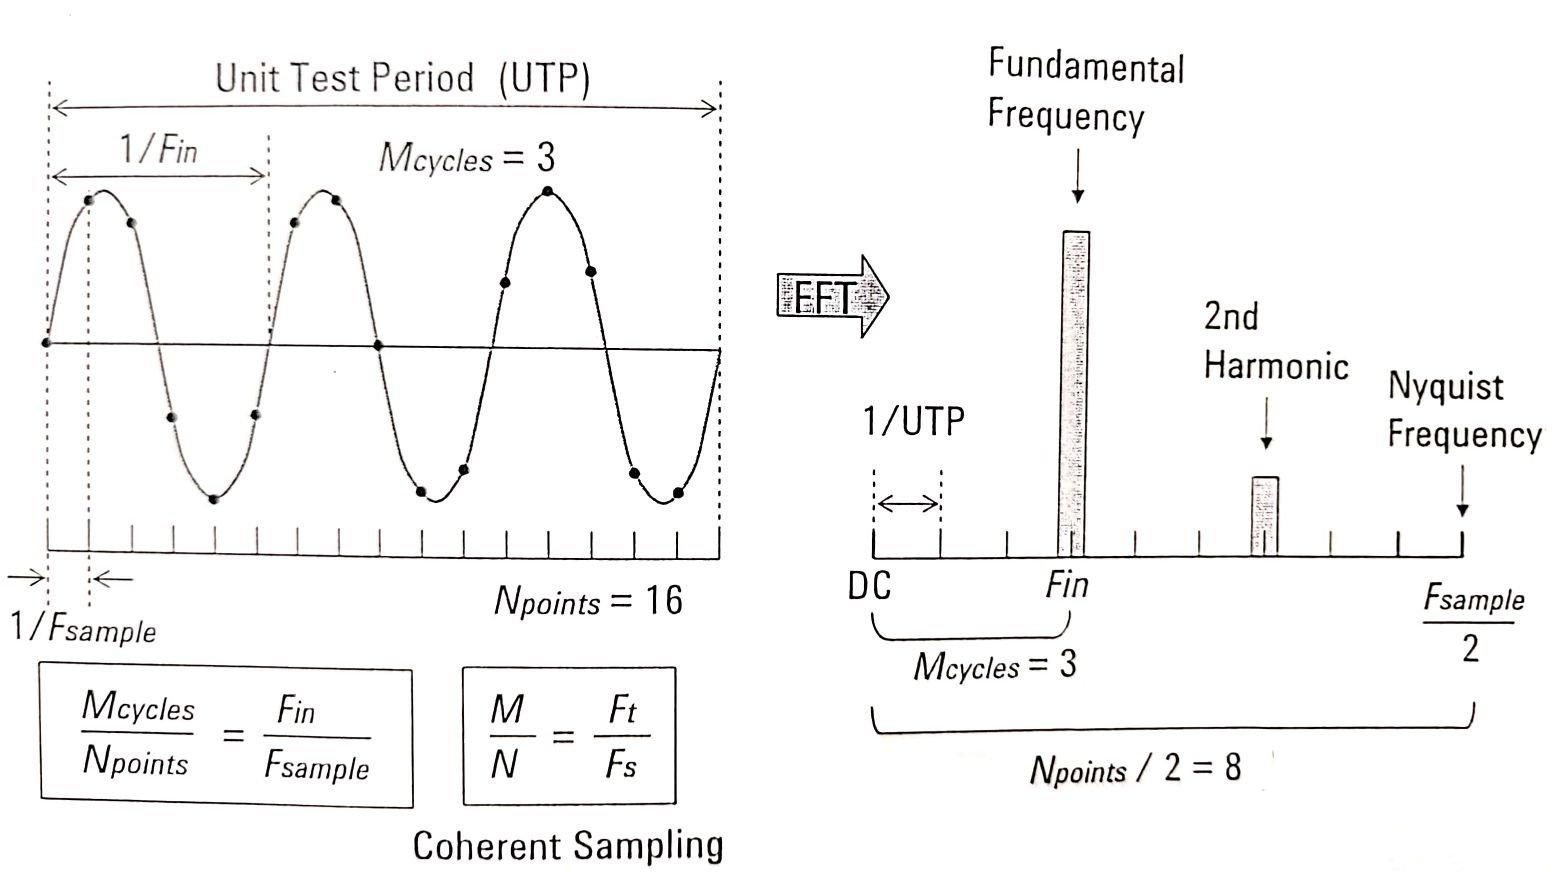 Unit Test Period (UTP)
1/Fin
Mcycles = 3
1/Fsample
Npoints = 16
Mcycles
Npoints
=
Fin
Fsample
M
N
=
Ft
Fs
Coherent Sampling
FFT
Fundamental
Frequency
2nd
Harmonic
Nyquist
Frequency
1/UTP
DC
Fin
Fsample
2
Mcycles = 3
Npoints / 2 = 8